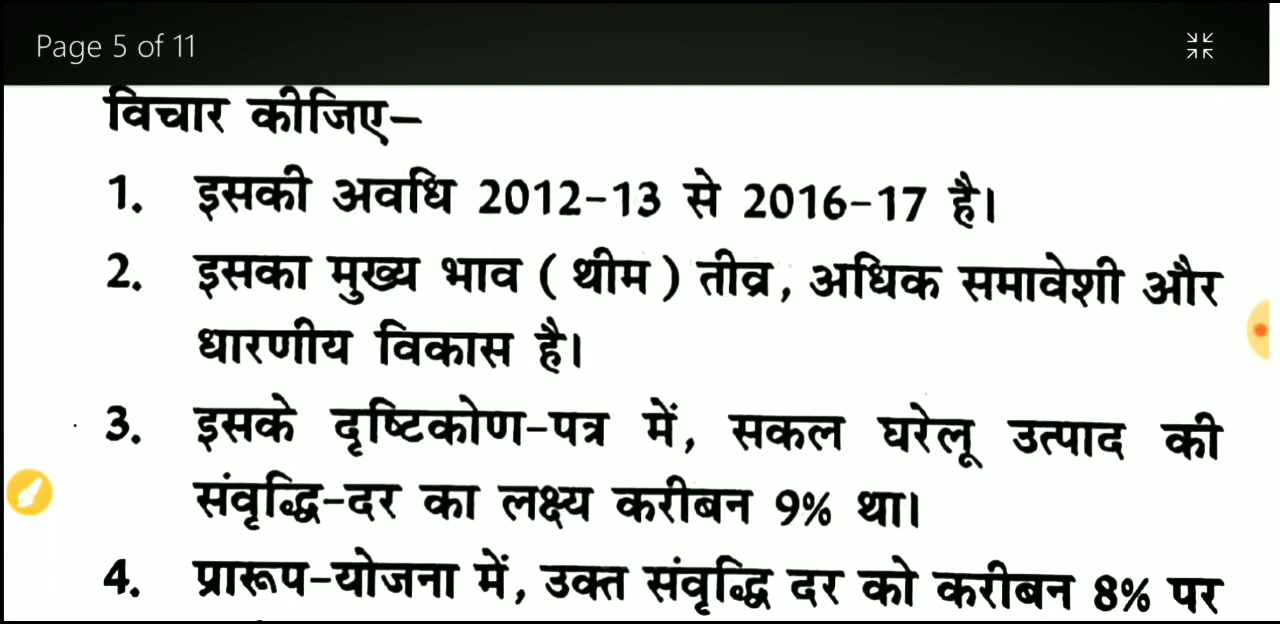 Page 5 of 11
विचार कीजिए–
1. इसकी अवधि 2012-13 से 2016-17 है।
2. इसका मुख्य भाव ( थीम ) तीव्र, अधिक समावेशी और
धारणीय विकास है।
3. इसके दृष्टिकोण-पत्र में, सकल घरेलू उत्पाद की
संवृद्धि-दर का लक्ष्य करीबन 9% था।
4. प्रारूप-योजना में, उक्त संवृद्धि दर को करीबन 8% पर